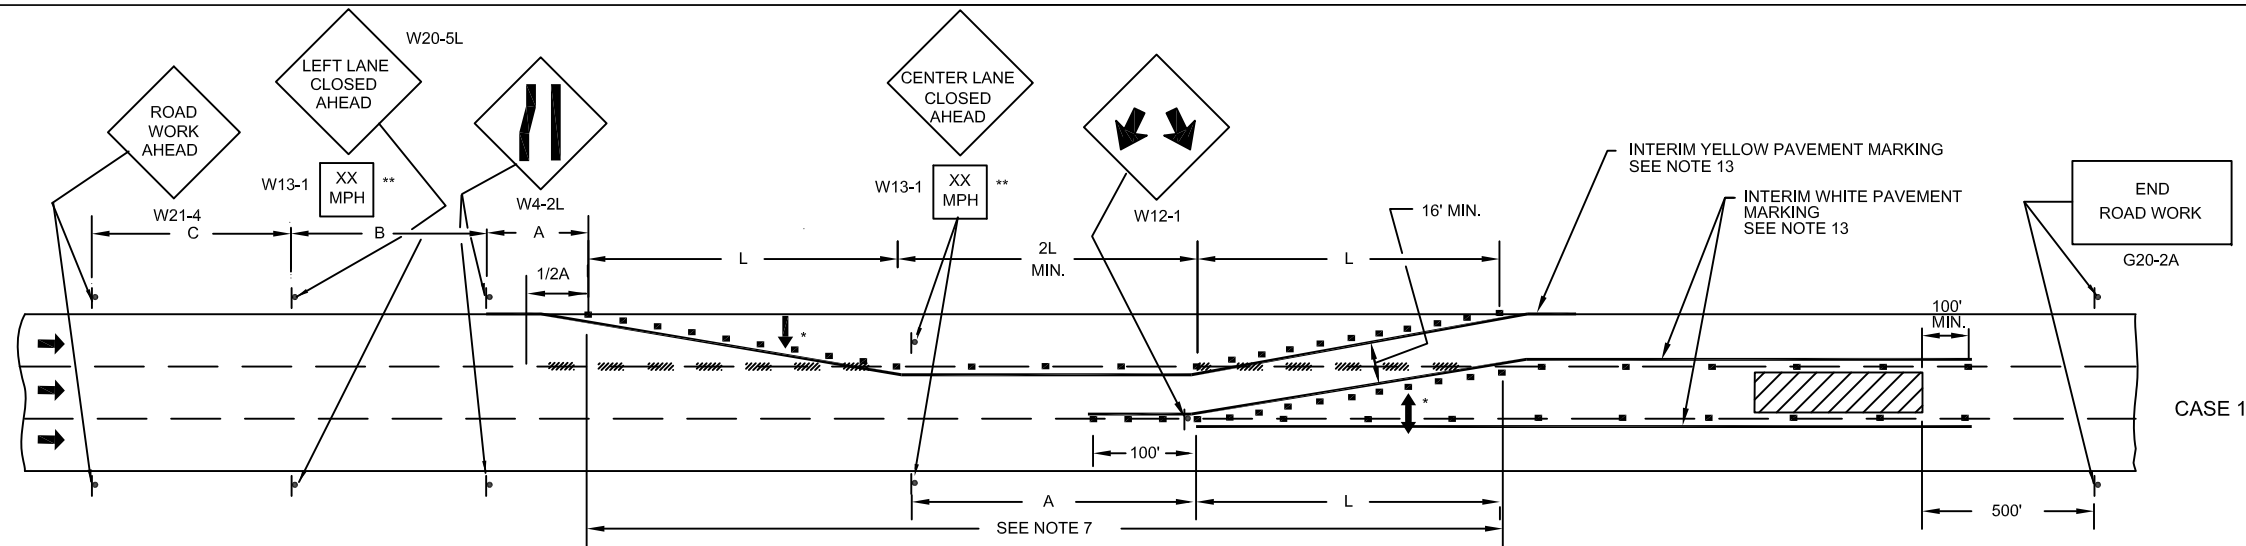 ROAD
WORK
AHEAD
W21-4
LEFT LANE
CLOSED
AHEAD
W20-5L
W13-1
XX
MPH
**
W4-2L
CENTER LANE
CLOSED
AHEAD
W13-1
XX
MPH
**
W12-1
INTERIM YELLOW PAVEMENT MARKING
SEE NOTE 13
INTERIM WHITE PAVEMENT
MARKING
SEE NOTE 13
16' MIN.
END
ROAD WORK
G20-2A
C
B
A
1/2A
L
2L
MIN.
L
100'
MIN.
*
*
CASE 1
100'
A
L
500'
SEE NOTE 7